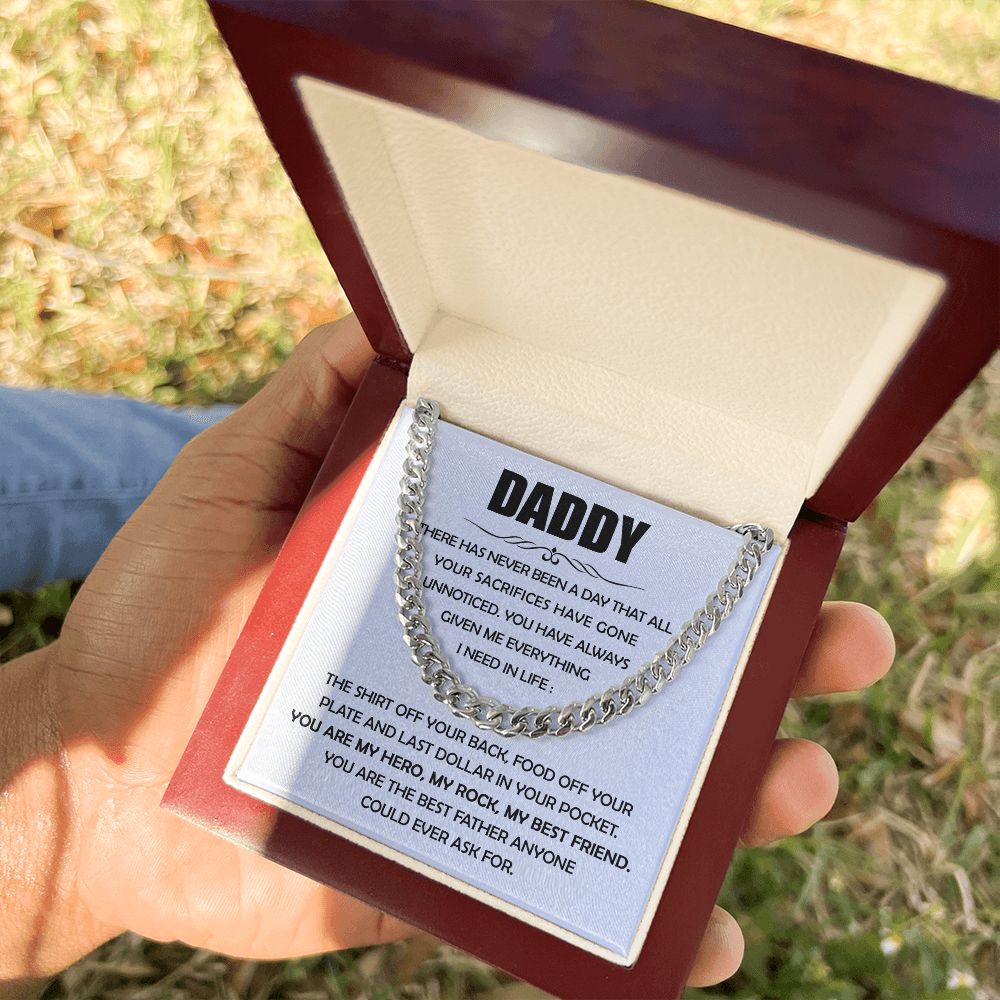 DADDY
THERE HAS NEVER BEEN A DAY THAT ALL
YOUR SACRIFICES HAVE GONE
UNNOTICED. YOU HAVE ALWAYS
GIVEN ME EVERYTHING
I NEED IN LIFE :
THE SHIRT OFF YOUR BACK, FOOD OFF YOUR
PLATE AND LAST DOLLAR IN YOUR POCKET.
YOU ARE MY HERO, MY ROCK, MY BEST FRIEND.
YOU ARE THE BEST FATHER ANYONE
COULD EVER ASK FOR.